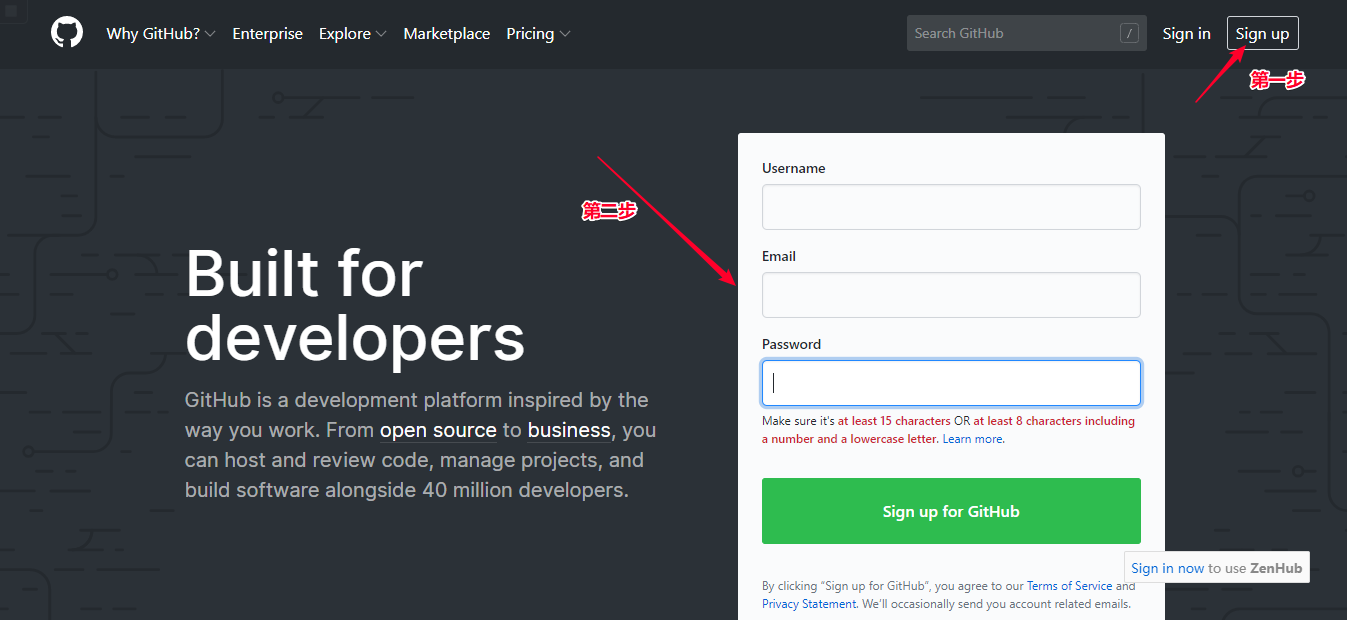 Why GitHub? Enterprise Explore Marketplace Pricing Search GitHub / Sign in Sign up
第一步
Username
第二步
Email
Built for
developers
Password
GitHub is a development platform inspired by the
way you work. From open source to business, you
can host and review code, manage projects, and
build software alongside 40 million developers.
Make sure it's at least 15 characters OR at least 8 characters including
a number and a lowercase letter. Learn more.
Sign up for GitHub
Sign in now to use ZenHub
By clicking “Sign up for GitHub”, you agree to our Terms of Service and
Privacy Statement. We’ll occasionally send you account related emails.